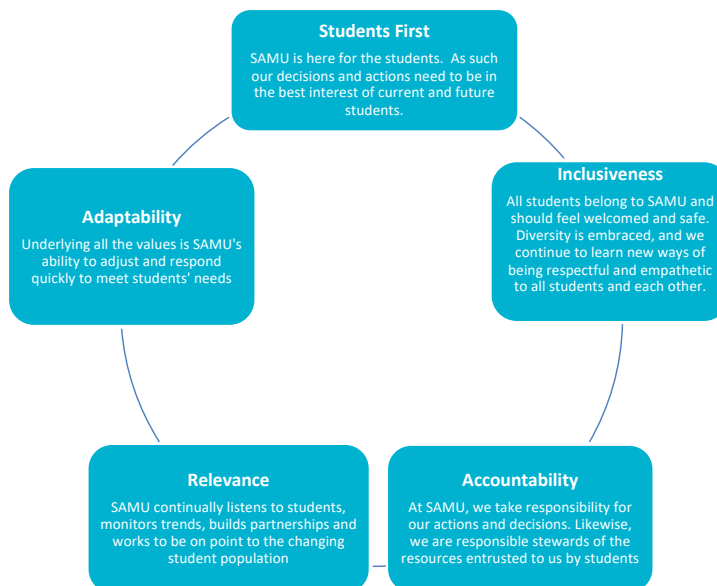 Students First
SAMU is here for the students.  As such
our decisions and actions need to be in
the best interest of current and future
students.
Inclusiveness
All students belong to SAMU and
should feel welcomed and safe.
Diversity is embraced, and we
continue to learn new ways of
being respectful and empathetic
to all students and each other.
Accountability
At SAMU, we take responsibility for
our actions and decisions. Likewise,
we are responsible stewards of the
resources entrusted to us by students
Relevance
SAMU continually listens to students,
monitors trends, builds partnerships and
works to be on point to the changing
student population
Adaptability
Underlying all the values is SAMU's
ability to adjust and respond
quickly to meet students' needs